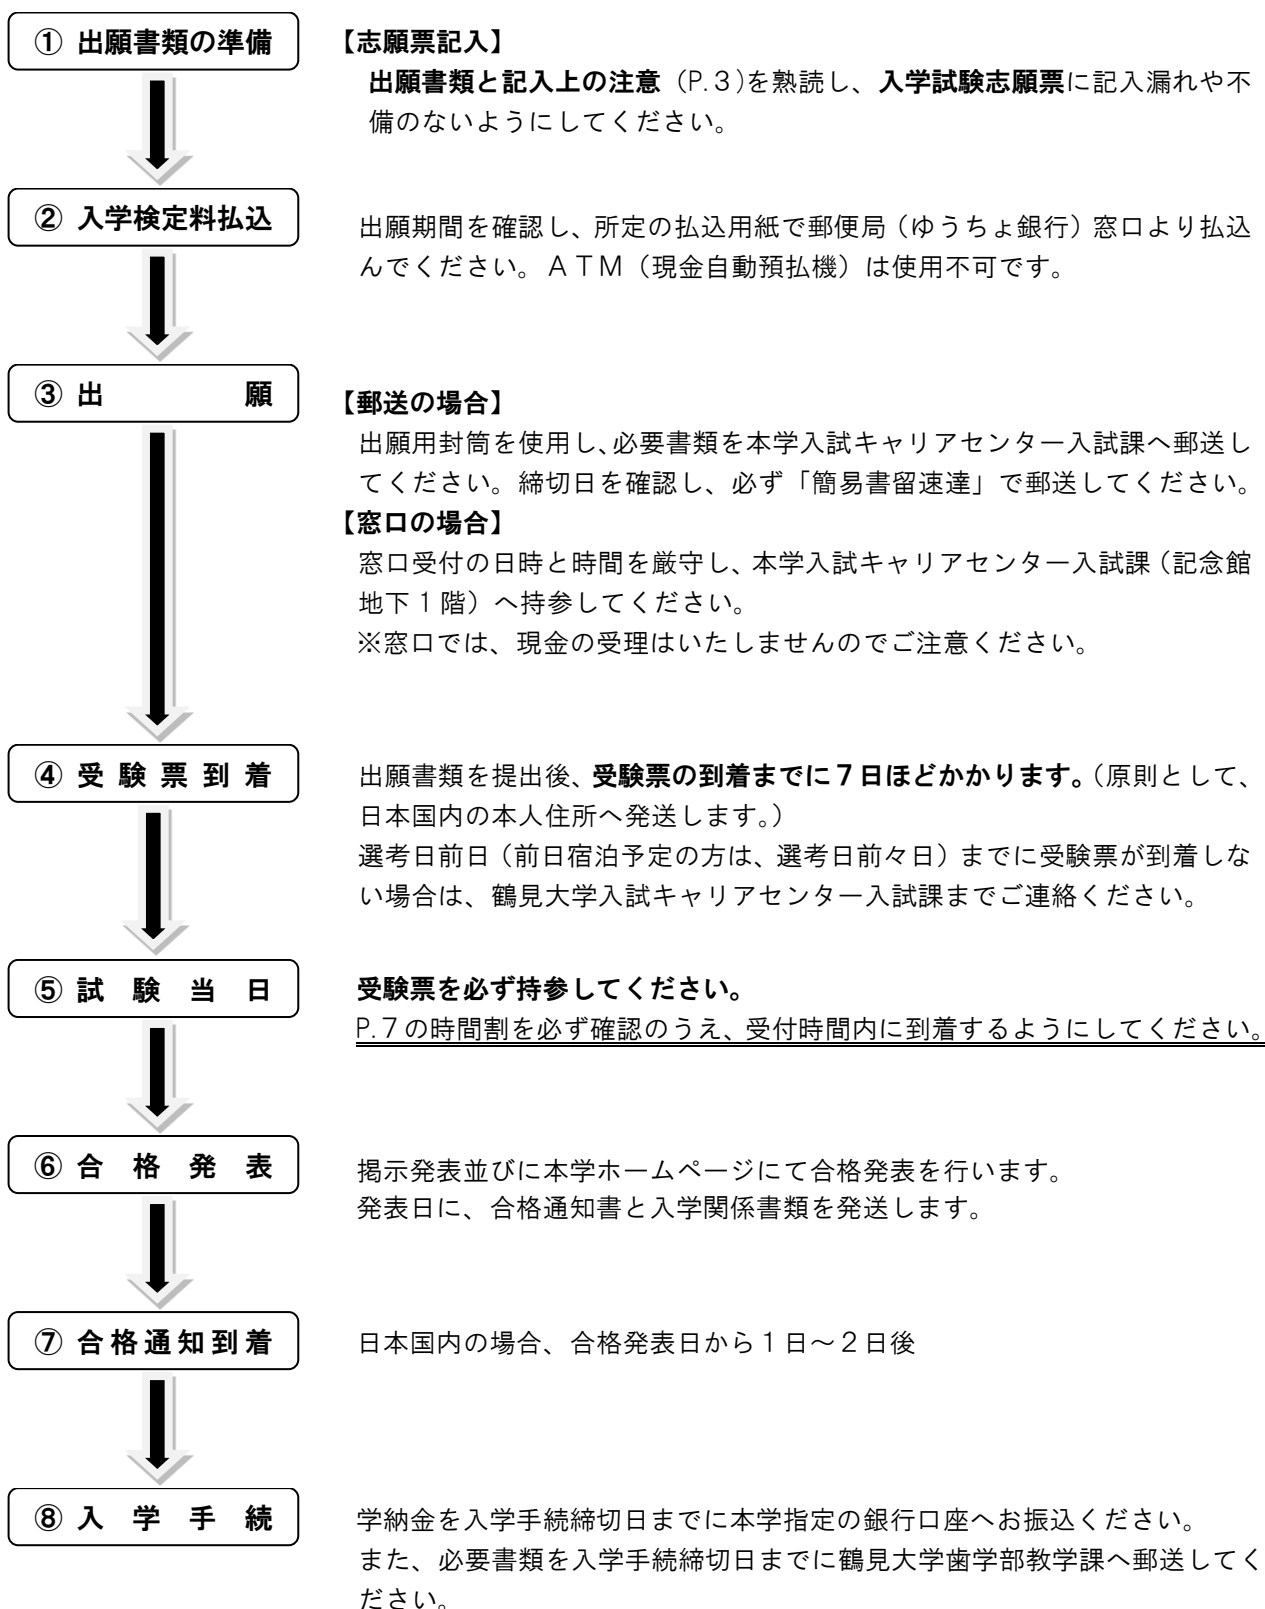 ① 出願書類の準備
【志願票記入】
出願書類と記入上の注意（P.３)を熟読し、入学試験志願票に記入漏れや不
備のないようにしてください。
② 入学検定料払込
出願期間を確認し、所定の払込用紙で郵便局（ゆうちょ銀行）窓口より払込
んでください。ＡＴＭ（現金自動預払機）は使用不可です。
③ 出 願
【郵送の場合】
出願用封筒を使用し、必要書類を本学入試キャリアセンター入試課へ郵送し
てください。締切日を確認し、必ず「簡易書留速達」で郵送してください。
【窓口の場合】
窓口受付の日時と時間を厳守し、本学入試キャリアセンター入試課（記念館
地下１階）へ持参してください。
※窓口では、現金の受理はいたしませんのでご注意ください。
④ 受 験 票 到 着
出願書類を提出後、受験票の到着までに７日ほどかかります。（原則として、
日本国内の本人住所へ発送します。）
選考日前日（前日宿泊予定の方は、選考日前々日）までに受験票が到着しな
い場合は、鶴見大学入試キャリアセンター入試課までご連絡ください。
⑤ 試 験 当 日
受験票を必ず持参してください。
P.７の時間割を必ず確認のうえ、受付時間内に到着するようにしてください。
⑥ 合 格 発 表
掲示発表並びに本学ホームページにて合格発表を行います。
発表日に、合格通知書と入学関係書類を発送します。
⑦ 合格通知到着
日本国内の場合、合格発表日から１日～２日後
⑧ 入 学 手 続
学納金を入学手続締切日までに本学指定の銀行口座へお振込ください。
また、必要書類を入学手続締切日までに鶴見大学歯学部教学課へ郵送してく
ださい。